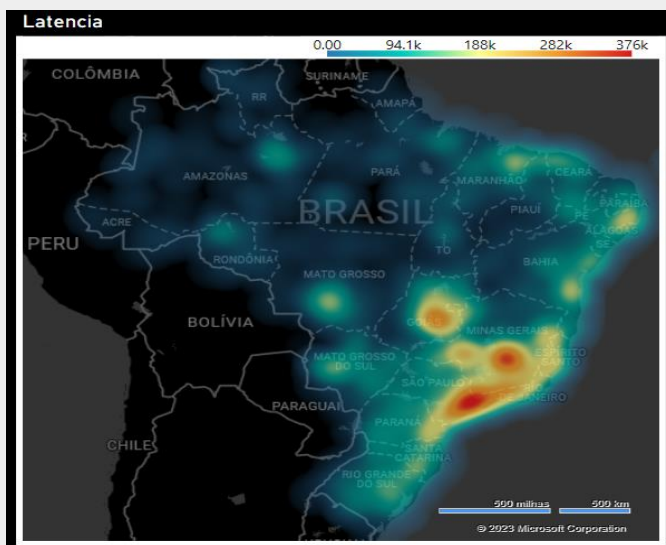 Latencia
0.00 94.1k 188k 282k 376k
COLÔMBIA
SURINAME
RR
AMAPÁ
AMAZONAS
PARÁ
MARANHÃO
CEARÁ
BRASIL
PIAUÍ
PARAÍBA
PE
ALAGOAS
ACRE
SE
PERU
RONDÔNIA
TO
BAHIA
MATO GROSSO
BOLÍVIA
GOIÁS
MINAS GERAIS
MATO GROSSO
DO SUL
ESPÍRITO
SANTO
SÃO PAULO
RIO
DE JANEIRO
PARAGUAI
PARANÁ
CHILE
SANTA
CATARINA
RIO GRANDE
DO SUL
500 milhas 500 km
© 2023 Microsoft Corporation